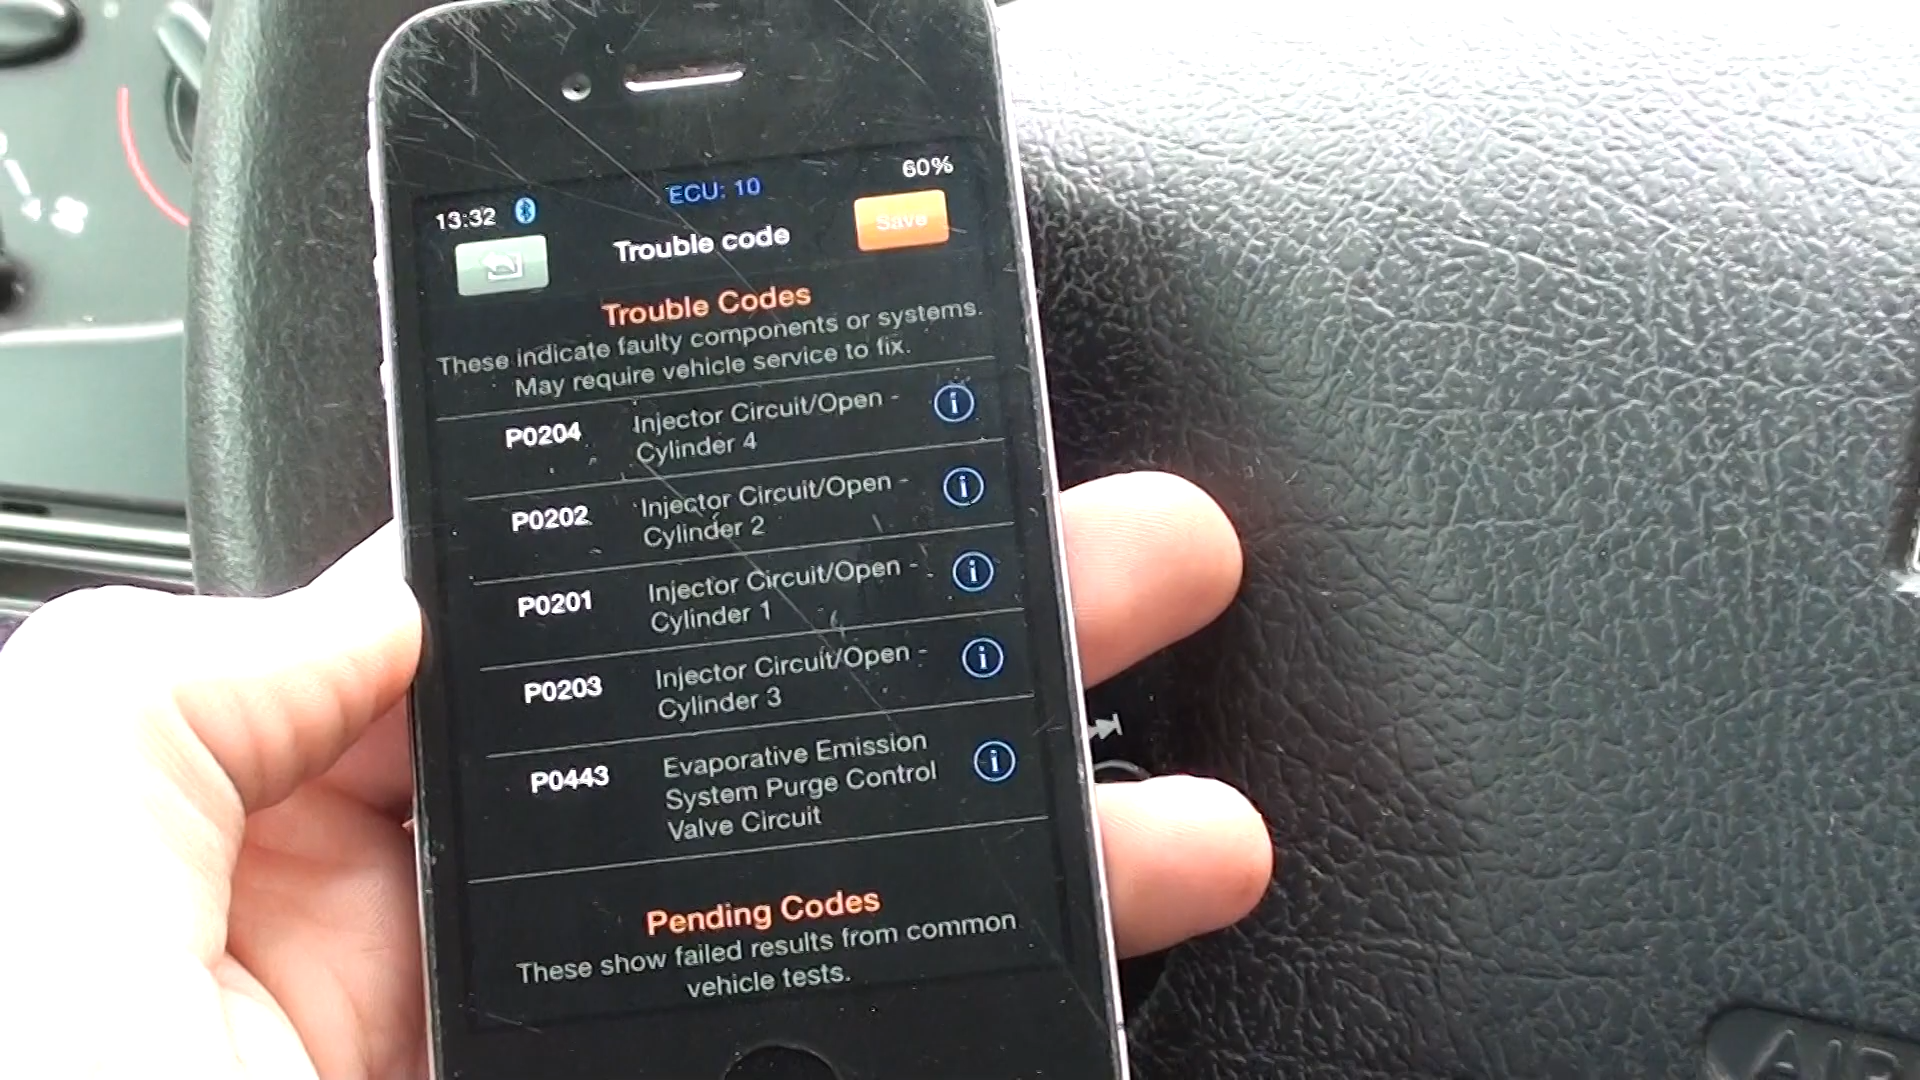 ECU: 10
60%
13:32
Trouble code
Save
Trouble Codes
These indicate faulty components or systems.
May require vehicle service to fix.
P0204
Injector Circuit/Open -
Cylinder 4
P0202
Injector Circuit/Open -
Cylinder 2
P0201
Injector Circuit/Open -
Cylinder 1
P0203
Injector Circuit/Open -
Cylinder 3
P0443
Evaporative Emission
System Purge Control
Valve Circuit
Pending Codes
These show failed results from common
vehicle tests.
4